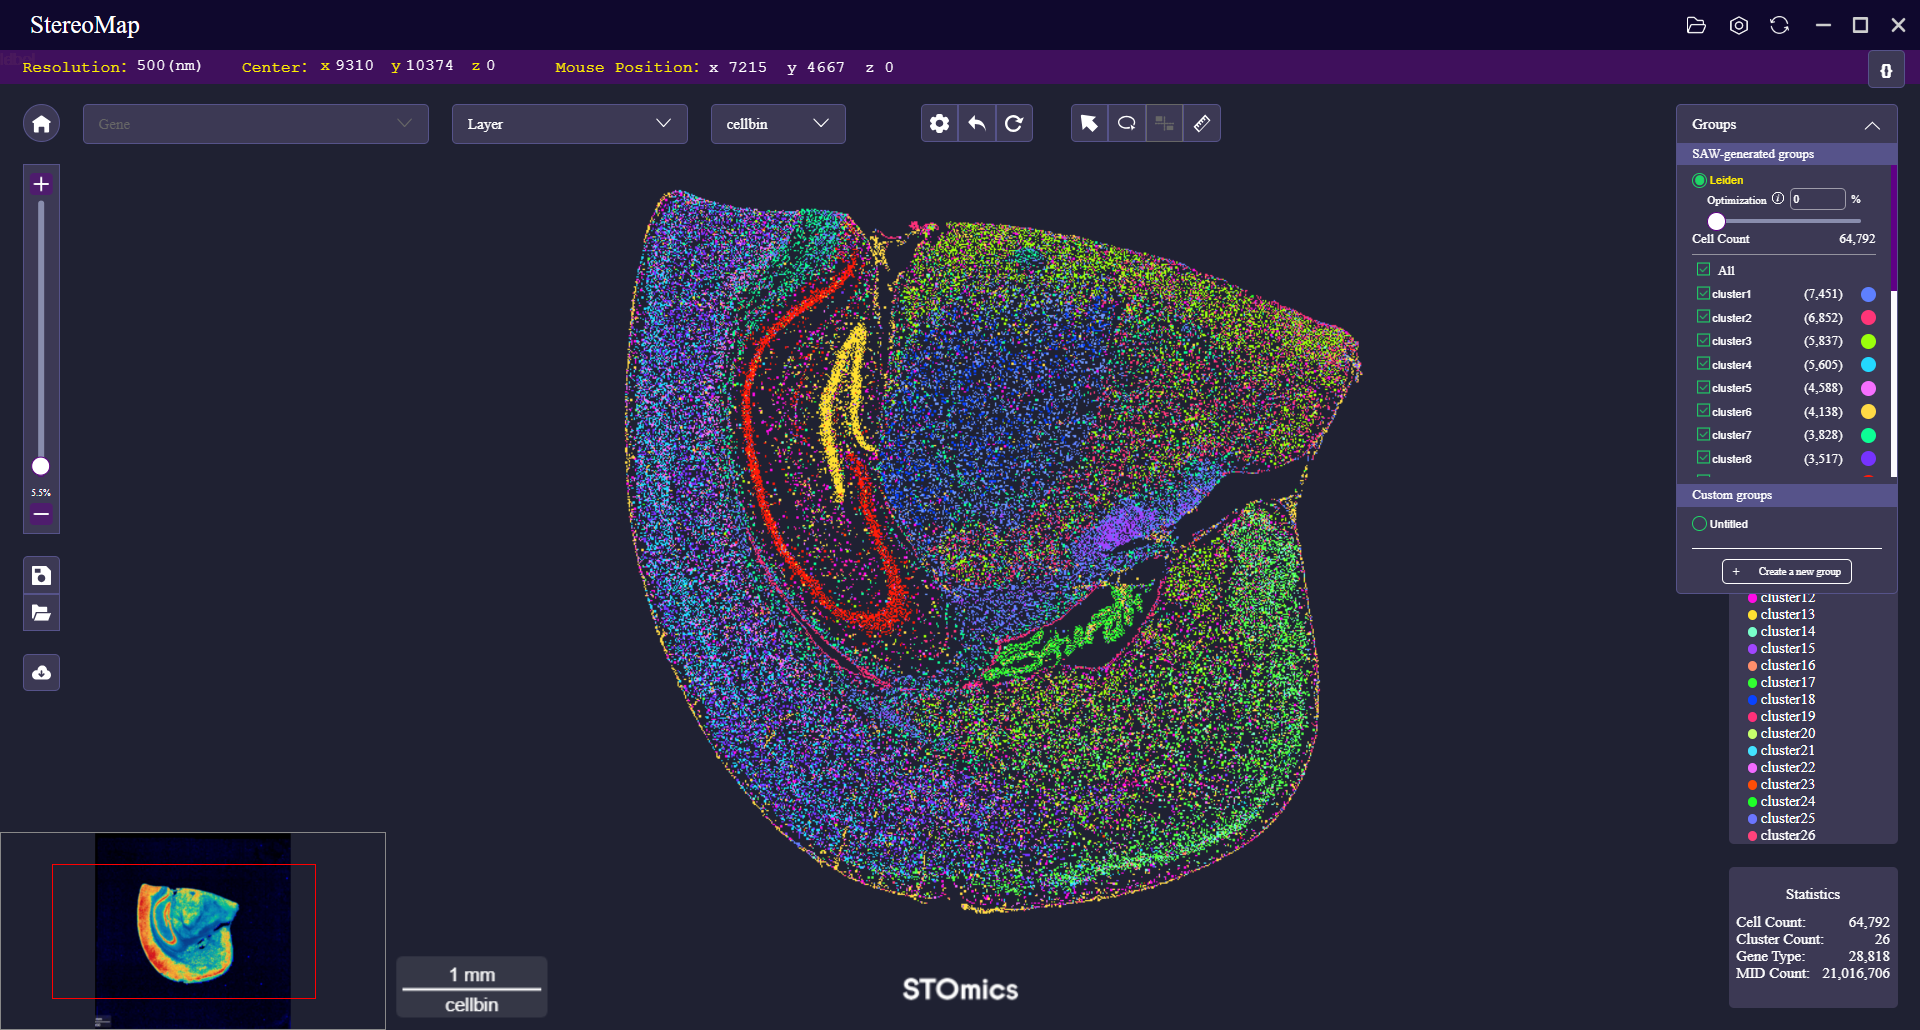 StereoMap
Resolution: 500(nm) Center: x 9310 y 10374 z 0 Mouse Position: x 7215 y 4667 z 0
Gene Layer cellbin
Groups
SAW-generated groups
Leiden
Optimization 0 %
Cell Count 64,792
All
cluster1 (7,451)
cluster2 (6,852)
cluster3 (5,837)
cluster4 (5,605)
cluster5 (4,588)
cluster6 (4,138)
cluster7 (3,828)
cluster8 (3,517)
Custom groups
Untitled
+ Create a new group
5.5%
cluster12
cluster13
cluster14
cluster15
cluster16
cluster17
cluster18
cluster19
cluster20
cluster21
cluster22
cluster23
cluster24
cluster25
cluster26
Statistics
Cell Count: 64,792
Cluster Count: 26
Gene Type: 28,818
MID Count: 21,016,706
1 mm
cellbin
STOmics